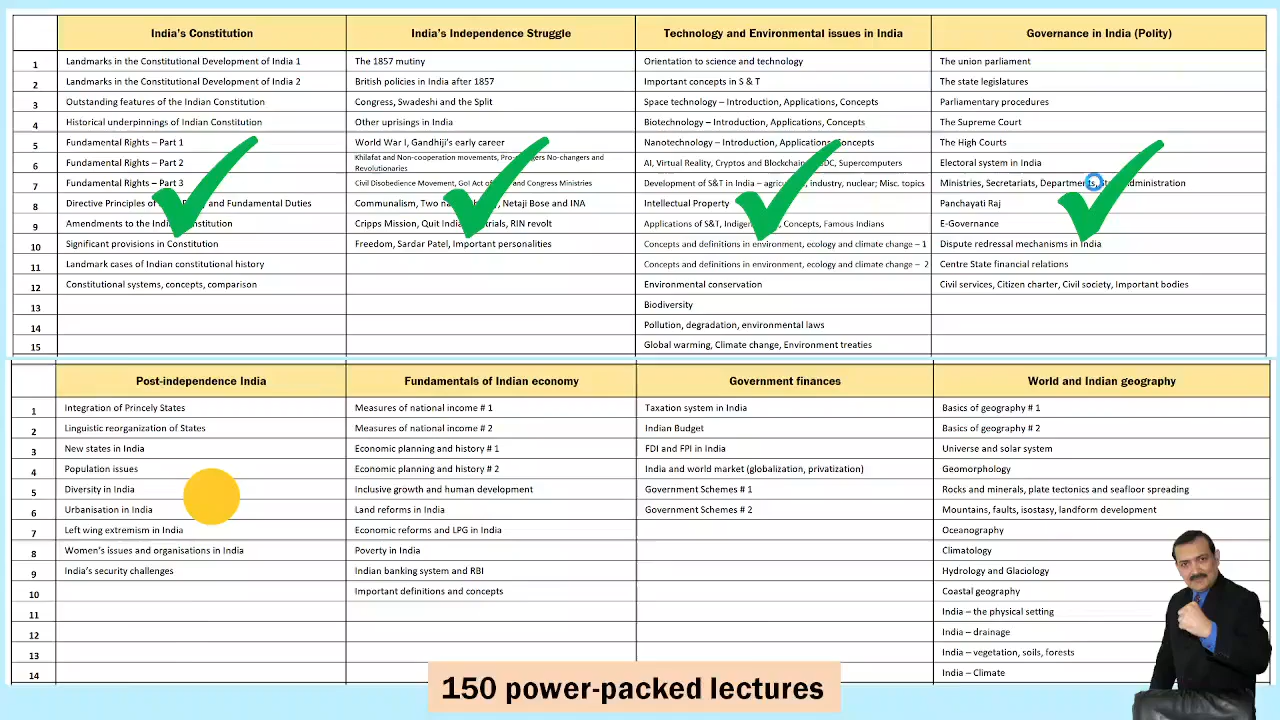 India's Constitution India's Independence Struggle Technology and Environmental issues in India Governance in India (Polity)
1 Landmarks in the Constitutional Development of India 1 The 1857 mutiny Orientation to science and technology The union parliament
2 Landmarks in the Constitutional Development of India 2 British policies in India after 1857 Important concepts in S & T The state legislatures
3 Outstanding features of the Indian Constitution Congress, Swadeshi and the Split Space technology – Introduction, Applications, Concepts Parliamentary procedures
4 Historical underpinnings of Indian Constitution Other uprisings in India Biotechnology – Introduction, Applications, Concepts The Supreme Court
5 Fundamental Rights – Part 1 World War I, Gandhiji's early career Nanotechnology – Introduction, Applications, Concepts The High Courts
6 Fundamental Rights – Part 2 Khilafat and Non-cooperation movements, No-changers and Revolutionaries AI, Virtual Reality, Cryptos and Blockchain, Supercomputers Electoral system in India
7 Fundamental Rights – Part 3 Civil Disobedience Movement, GoI Act of and Congress Ministries Development of S&T in India – industry, nuclear; Misc. topics Ministries, Secretariats, Departments, administration
8 Directive Principles of and Fundamental Duties Communalism, Two Netaji Bose and INA Intellectual Property Panchayati Raj
9 Amendments to the Indian Constitution Cripps Mission, Quit India, trials, RIN revolt Applications of S&T, Concepts, Famous Indians E-Governance
10 Significant provisions in Constitution Freedom, Sardar Patel, Important personalities Concepts and definitions in environment, ecology and climate change – 1 Dispute redressal mechanisms in India
11 Landmark cases of Indian constitutional history Concepts and definitions in environment, ecology and climate change – 2 Centre State financial relations
12 Constitutional systems, concepts, comparison Environmental conservation Civil services, Citizen charter, Civil society, Important bodies
13 Biodiversity
14 Pollution, degradation, environmental laws
15 Global warming, Climate change, Environment treaties
Post-independence India Fundamentals of Indian economy Government finances World and Indian geography
1 Integration of Princely States Measures of national income # 1 Taxation system in India Basics of geography # 1
2 Linguistic reorganization of States Measures of national income # 2 Indian Budget Basics of geography # 2
3 New states in India Economic planning and history # 1 FDI and FPI in India Universe and solar system
4 Population issues Economic planning and history # 2 India and world market (globalization, privatization) Geomorphology
5 Diversity in India Inclusive growth and human development Government Schemes # 1 Rocks and minerals, plate tectonics and seafloor spreading
6 Urbanisation in India Land reforms in India Government Schemes # 2 Mountains, faults, isostasy, landform development
7 Left wing extremism in India Economic reforms and LPG in India Oceanography
8 Women's issues and organisations in India Poverty in India Climatology
9 India's security challenges Indian banking system and RBI Hydrology and Glaciology
10 Important definitions and concepts Coastal geography
11 India – the physical setting
12 India – drainage
13 India – vegetation, soils, forests
14 India – Climate
150 power-packed lectures